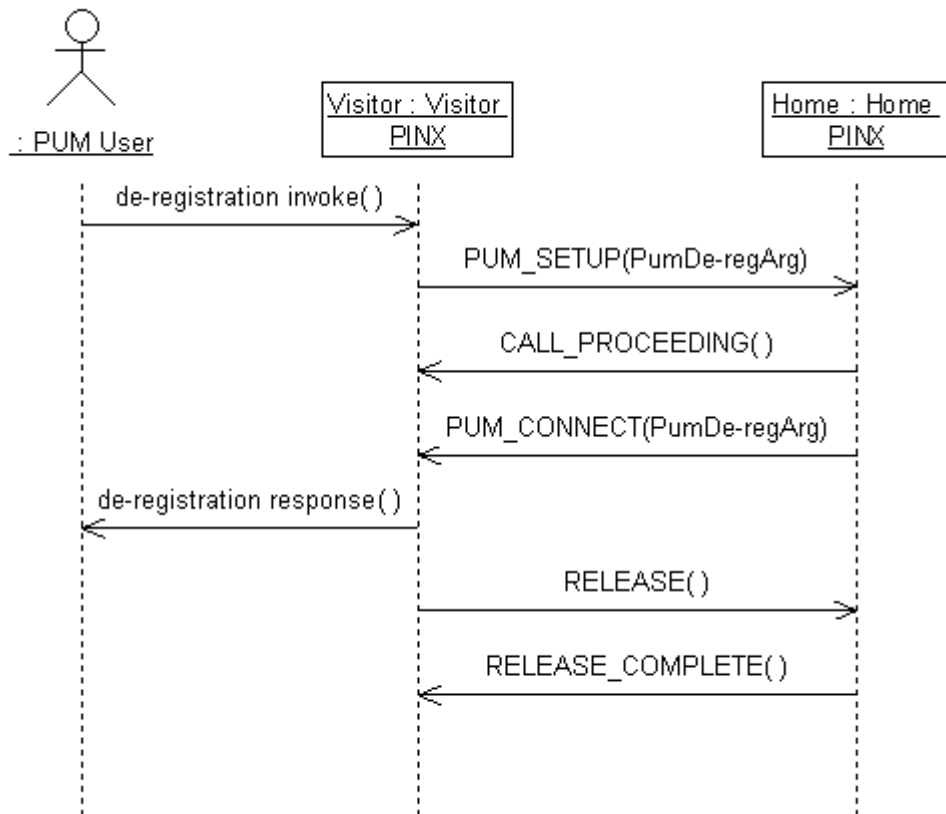 : PUM User
Visitor : Visitor
PINX
Home : Home
PINX
de-registration invoke( )
PUM_SETUP(PumDe-regArg)
CALL_PROCEEDING( )
PUM_CONNECT(PumDe-regArg)
de-registration response( )
RELEASE( )
RELEASE_COMPLETE( )